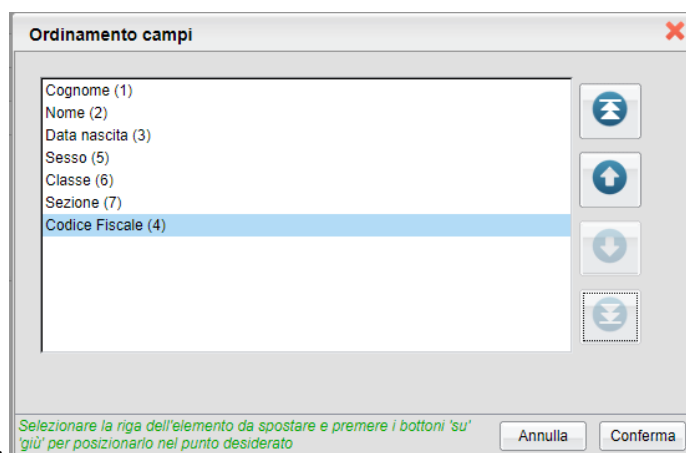 Ordinamento campi
Cognome (1)
Nome (2)
Data nascita (3)
Sesso (5)
Classe (6)
Sezione (7)
Codice Fiscale (4)
Selezionare la riga dell'elemento da spostare e premere i bottoni 'su'
'giù' per posizionarlo nel punto desiderato
Annulla
Conferma